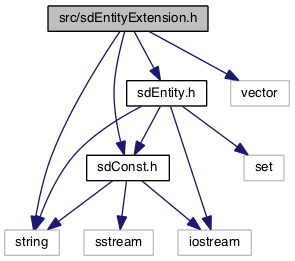 src/sdEntityExtension.h
sdEntity.h
vector
sdConst.h
set
string
sstream
iostream